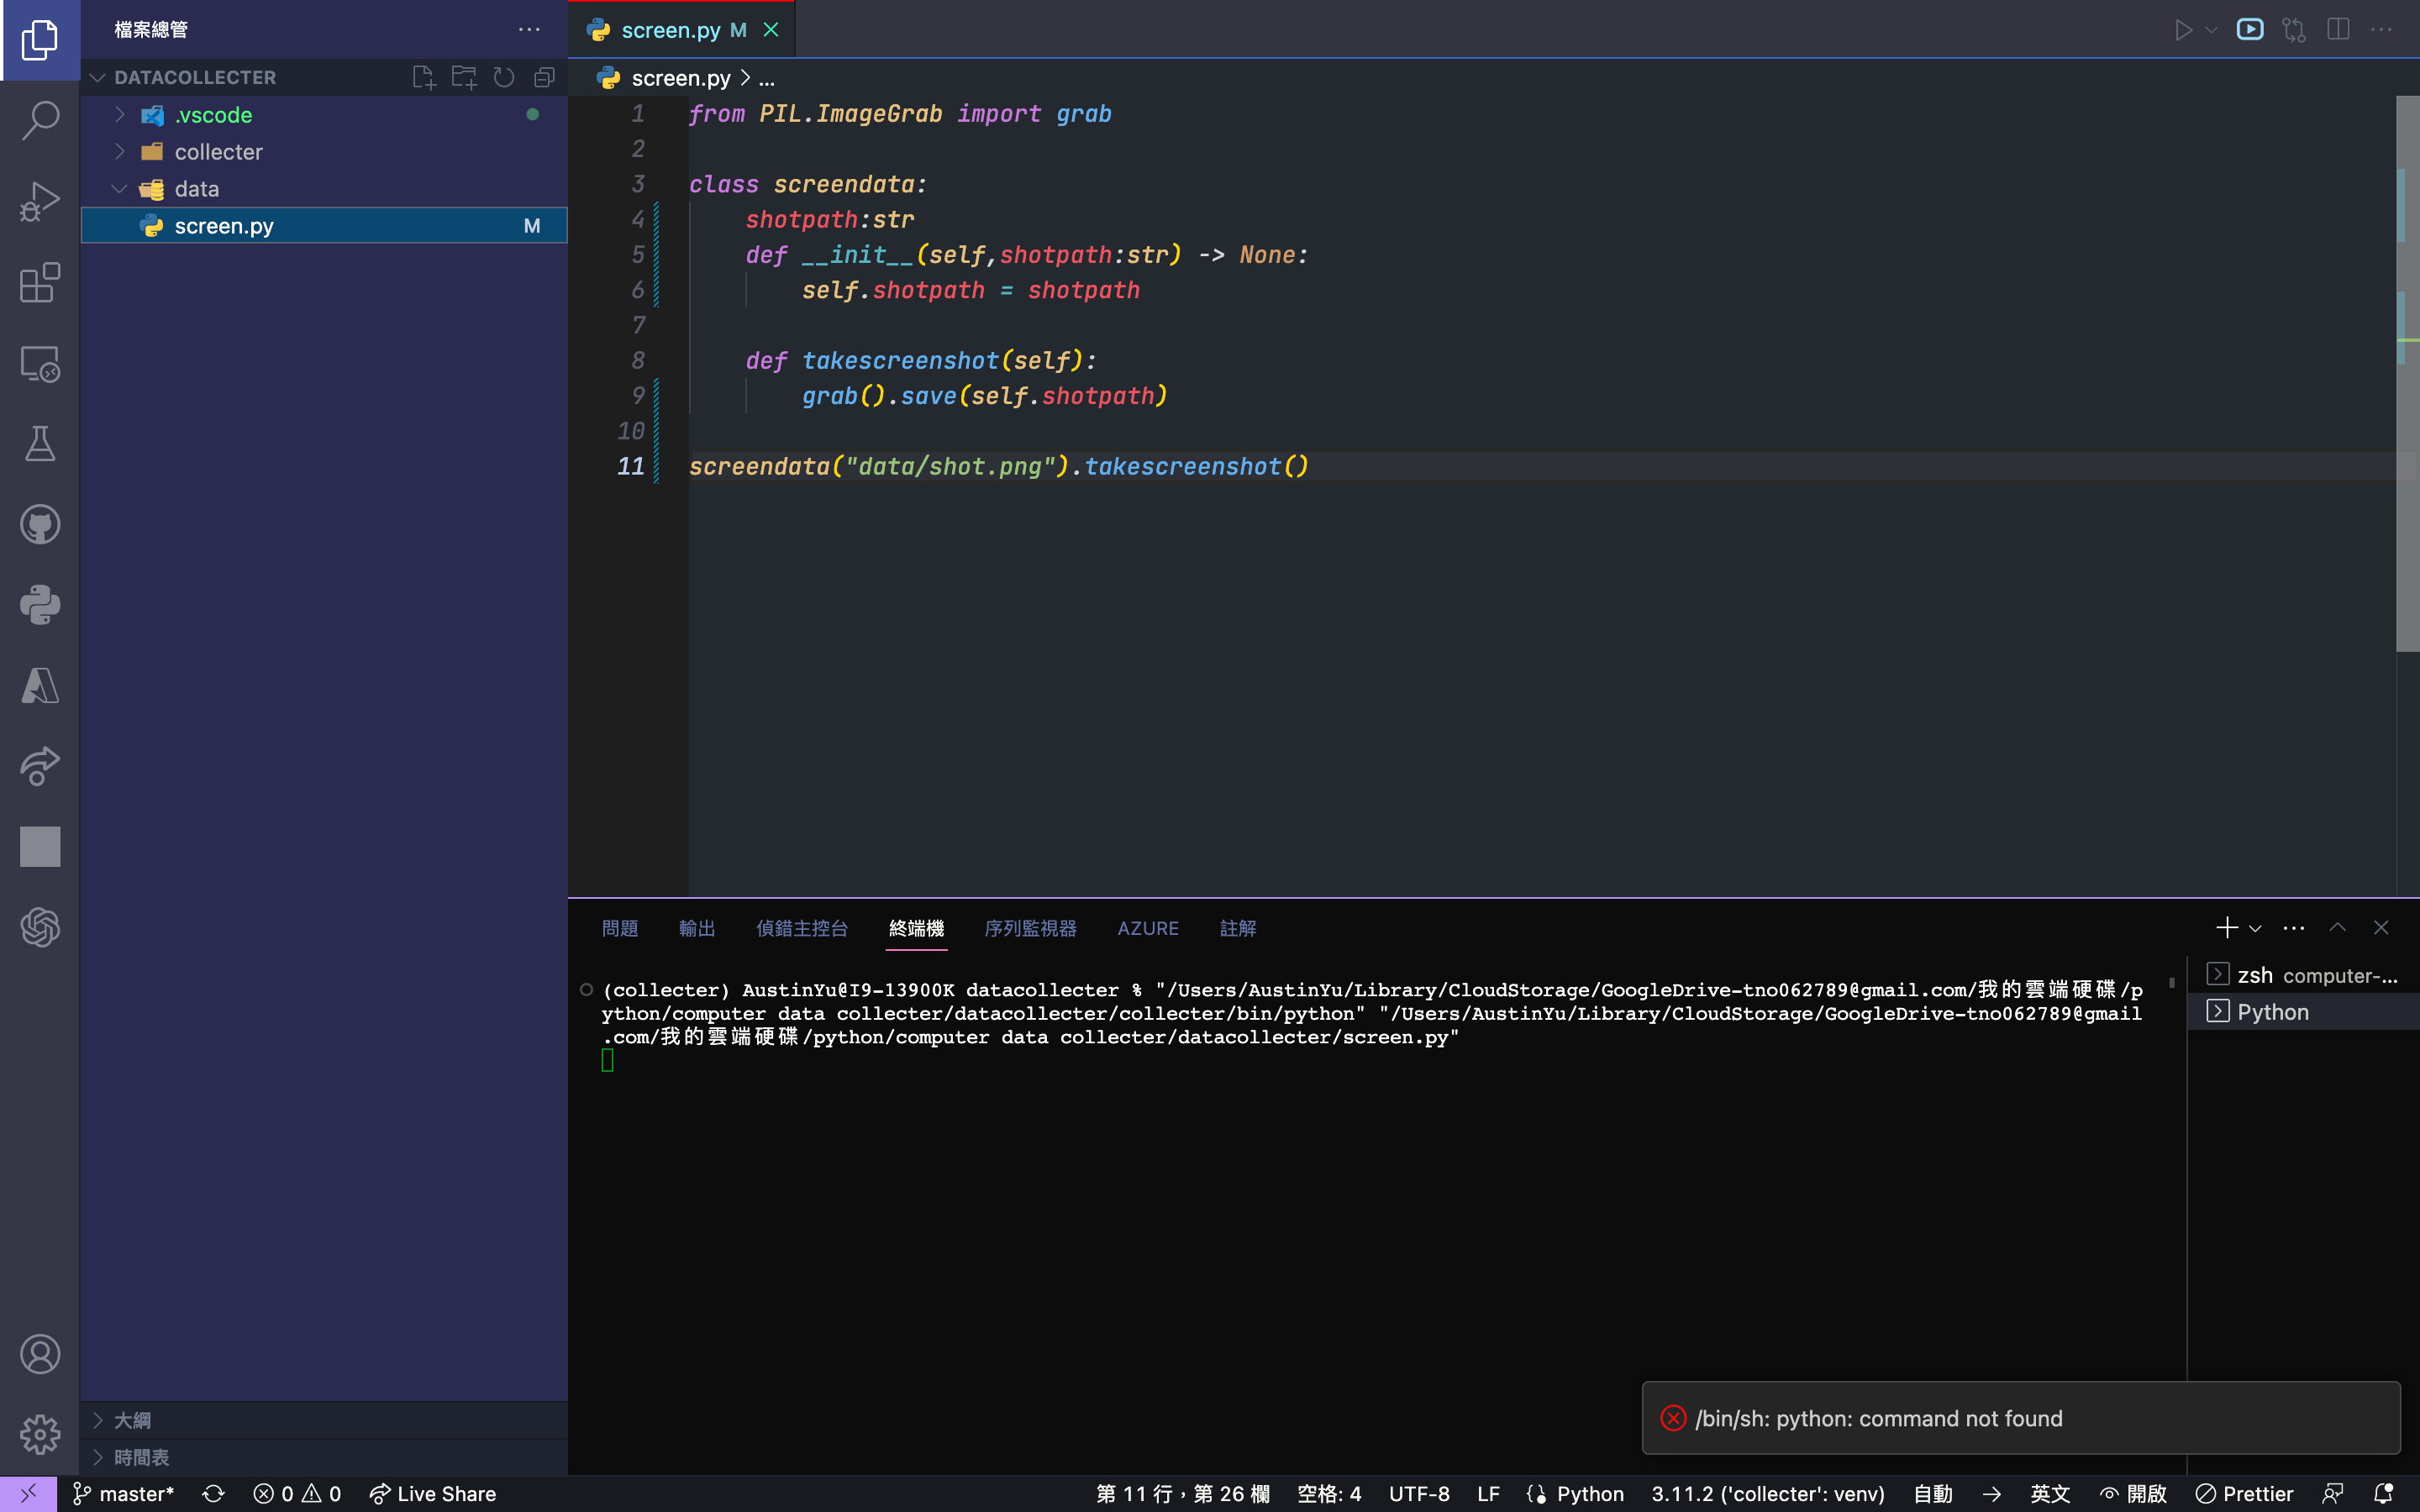 檔案總管
DATACOLLECTER
.vscode
collecter
data
screen.py M
大綱
時間表
screen.py M
screen.py > ...
1 from PIL.ImageGrab import grab
2
3 class screendata:
4 shotpath:str
5 def __init__(self,shotpath:str) -> None:
6 self.shotpath = shotpath
7
8 def takescreenshot(self):
9 grab().save(self.shotpath)
10
11 screendata("data/shot.png").takescreenshot()
問題 輸出 偵錯主控台 終端機 序列監視器 AZURE 註解
(collecter) AustinYu@I9-13900K datacollecter % "/Users/AustinYu/Library/CloudStorage/GoogleDrive-tno062789@gmail.com/我的雲端硬碟/p
ython/computer data collecter/datacollecter/collecter/bin/python" "/Users/AustinYu/Library/CloudStorage/GoogleDrive-tno062789@gmail
.com/我的雲端硬碟/python/computer data collecter/datacollecter/screen.py"
zsh computer-...
Python
/bin/sh: python: command not found
master* 0 0 Live Share 第 11 行，第 26 欄 空格: 4 UTF-8 LF Python 3.11.2 ('collecter': venv) 自動 英文 開啟 Prettier